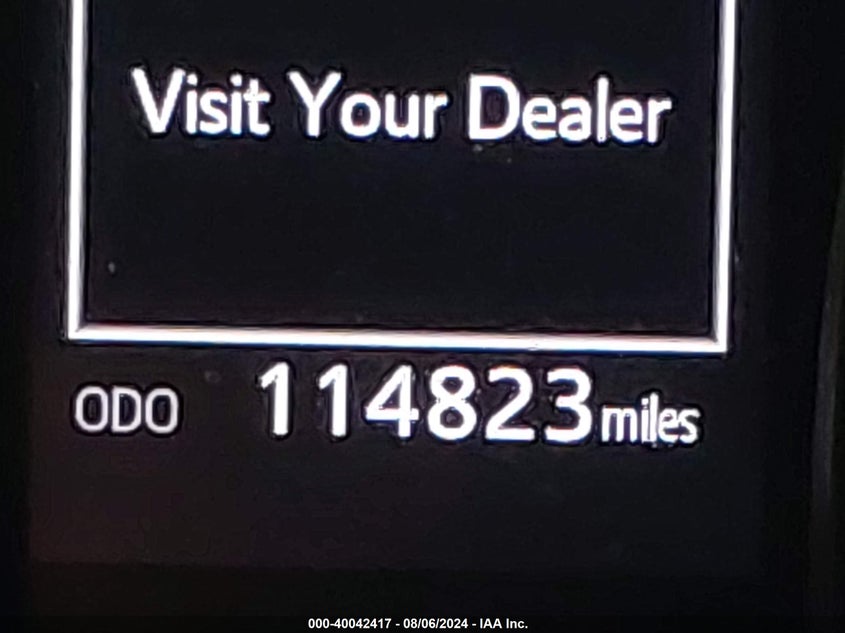 Visit Your Dealer
ODO 114823 miles
000-40042417 - 08/06/2024 - IAA Inc.